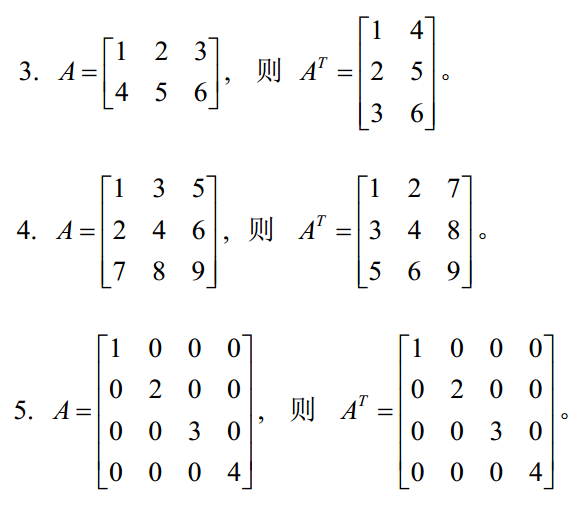 3. A = [1 2 3; 4 5 6], 则 A^T = [1 4; 2 5; 3 6]。
4. A = [1 3 5; 2 4 6; 7 8 9], 则 A^T = [1 2 7; 3 4 8; 5 6 9]。
5. A = [1 0 0 0; 0 2 0 0; 0 0 3 0; 0 0 0 4], 则 A^T = [1 0 0 0; 0 2 0 0; 0 0 3 0; 0 0 0 4]。